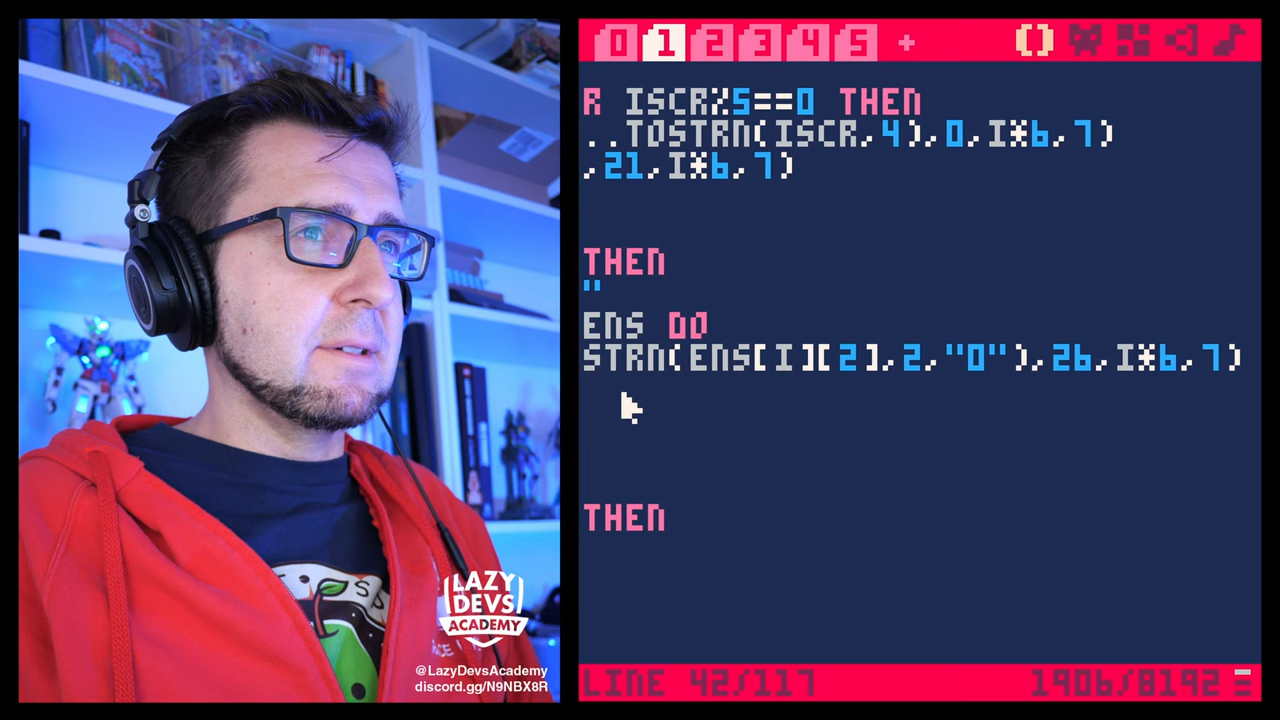 0 1 2 3 4 5 +
R ISCR%5==0 THEN
..TOSTRN(ISCR,4),0,I*6,7)
,21,I*6,7)
THEN
"
ENS DO
STRN(ENS[I][2],2,"0"),26,I*6,7)
THEN
LINE 42/117
1906/8192
LAZY
DEVS
ACADEMY
@LazyDevsAcademy
discord.gg/N9NBX8R